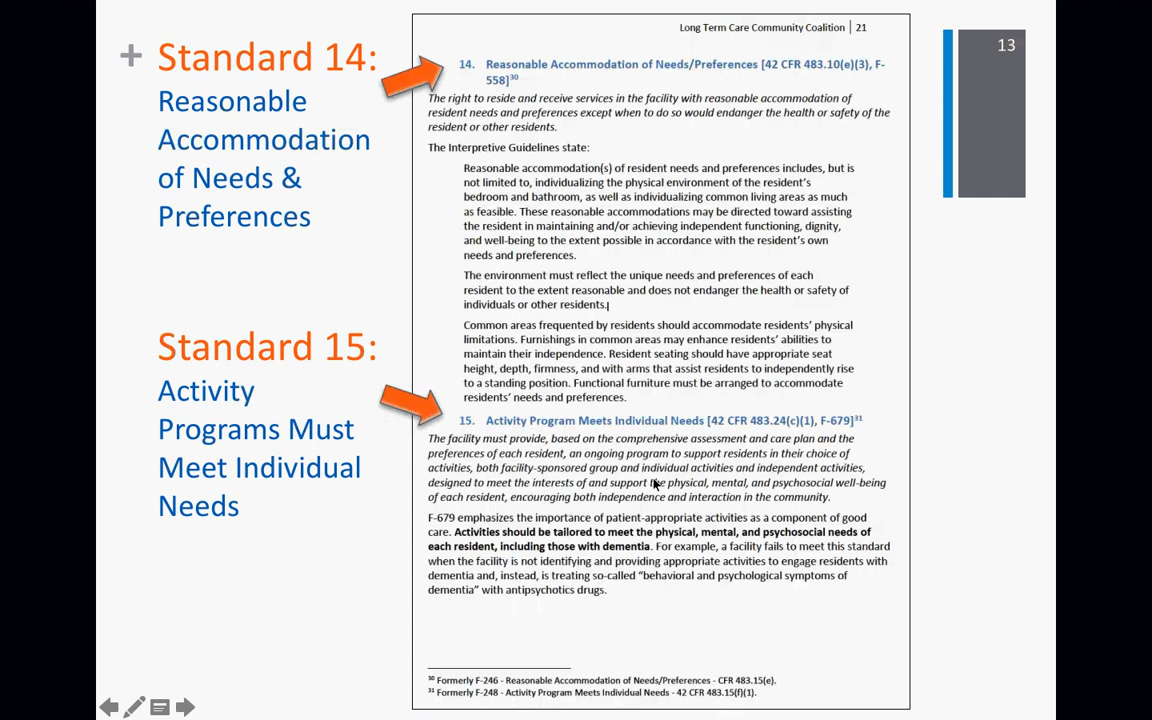 + Standard 14:
Reasonable
Accommodation
of Needs &
Preferences
Standard 15:
Activity
Programs Must
Meet Individual
Needs
Long Term Care Community Coalition | 21
14. Reasonable Accommodation of Needs/Preferences [42 CFR 483.10(e)(3), F-
558]30
The right to reside and receive services in the facility with reasonable accommodation of
resident needs and preferences except when to do so would endanger the health or safety of the
resident or other residents.
The Interpretive Guidelines state:
Reasonable accommodation(s) of resident needs and preferences includes, but is
not limited to, individualizing the physical environment of the resident's
bedroom and bathroom, as well as individualizing common living areas as much
as feasible. These reasonable accommodations may be directed toward assisting
the resident in maintaining and/or achieving independent functioning, dignity,
and well-being to the extent possible in accordance with the resident's own
needs and preferences.
The environment must reflect the unique needs and preferences of each
resident to the extent reasonable and does not endanger the health or safety of
individuals or other residents.
Common areas frequented by residents should accommodate residents' physical
limitations. Furnishings in common areas may enhance residents' abilities to
maintain their independence. Resident seating should have appropriate seat
height, depth, firmness, and with arms that assist residents to independently rise
to a standing position. Functional furniture must be arranged to accommodate
residents' needs and preferences.
15. Activity Program Meets Individual Needs [42 CFR 483.24(c)(1), F-679]31
The facility must provide, based on the comprehensive assessment and care plan and the
preferences of each resident, an ongoing program to support residents in their choice of
activities, both facility-sponsored group and individual activities and independent activities,
designed to meet the interests of and support the physical, mental, and psychosocial well-being
of each resident, encouraging both independence and interaction in the community.
F-679 emphasizes the importance of patient-appropriate activities as a component of good
care. Activities should be tailored to meet the physical, mental, and psychosocial needs of
each resident, including those with dementia. For example, a facility fails to meet this standard
when the facility is not identifying and providing appropriate activities to engage residents with
dementia and, instead, is treating so-called "behavioral and psychological symptoms of
dementia" with antipsychotics drugs.
30 Formerly F-246 - Reasonable Accommodation of Needs/Preferences - CFR 483.15(e).
31 Formerly F-248 - Activity Program Meets Individual Needs - 42 CFR 483.15(f)(1).
13